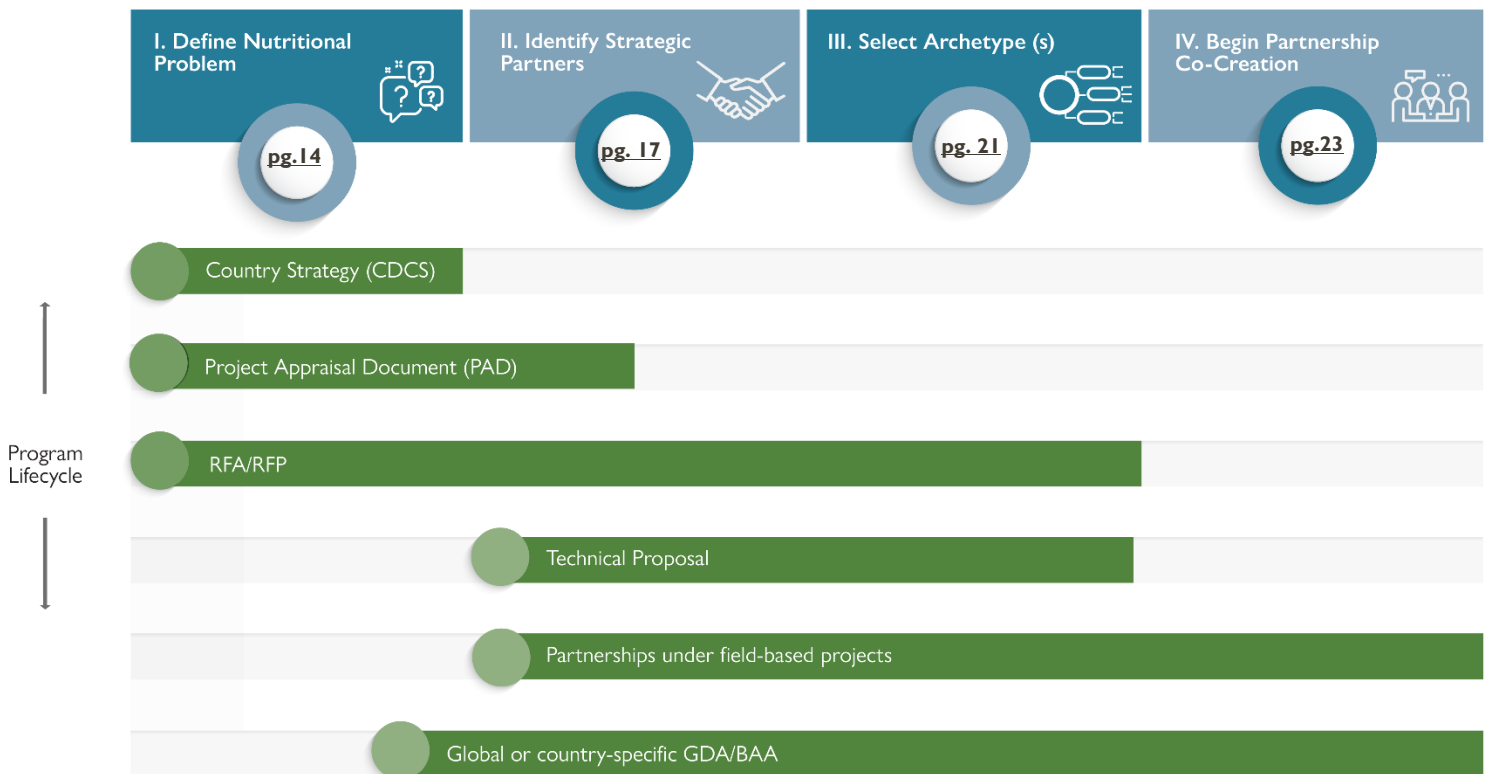 I. Define Nutritional
Problem
II. Identify Strategic
Partners
III. Select Archetype (s)
IV. Begin Partnership
Co-Creation
pg.14
pg. 17
pg. 21
pg.23
Country Strategy (CDCS)
Project Appraisal Document (PAD)
Program
Lifecycle
RFA/RFP
Technical Proposal
Partnerships under field-based projects
Global or country-specific GDA/BAA